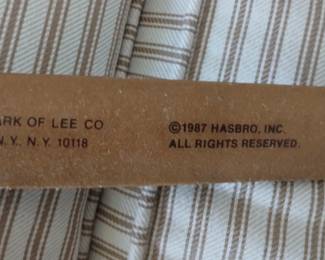 ARK OF LEE CO
N.Y., N.Y. 10118
©1987 HASBRO, INC.
ALL RIGHTS RESERVED.